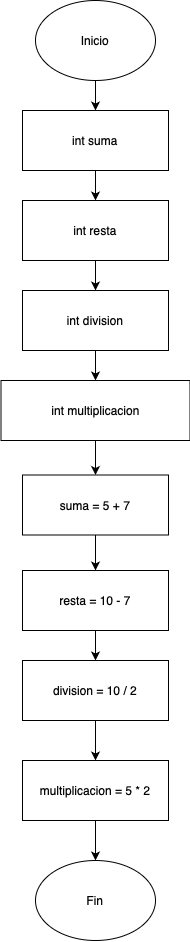 Inicio
int suma
int resta
int division
int multiplicacion
suma = 5 + 7
resta = 10 - 7
division = 10 / 2
multiplicacion = 5 * 2
Fin